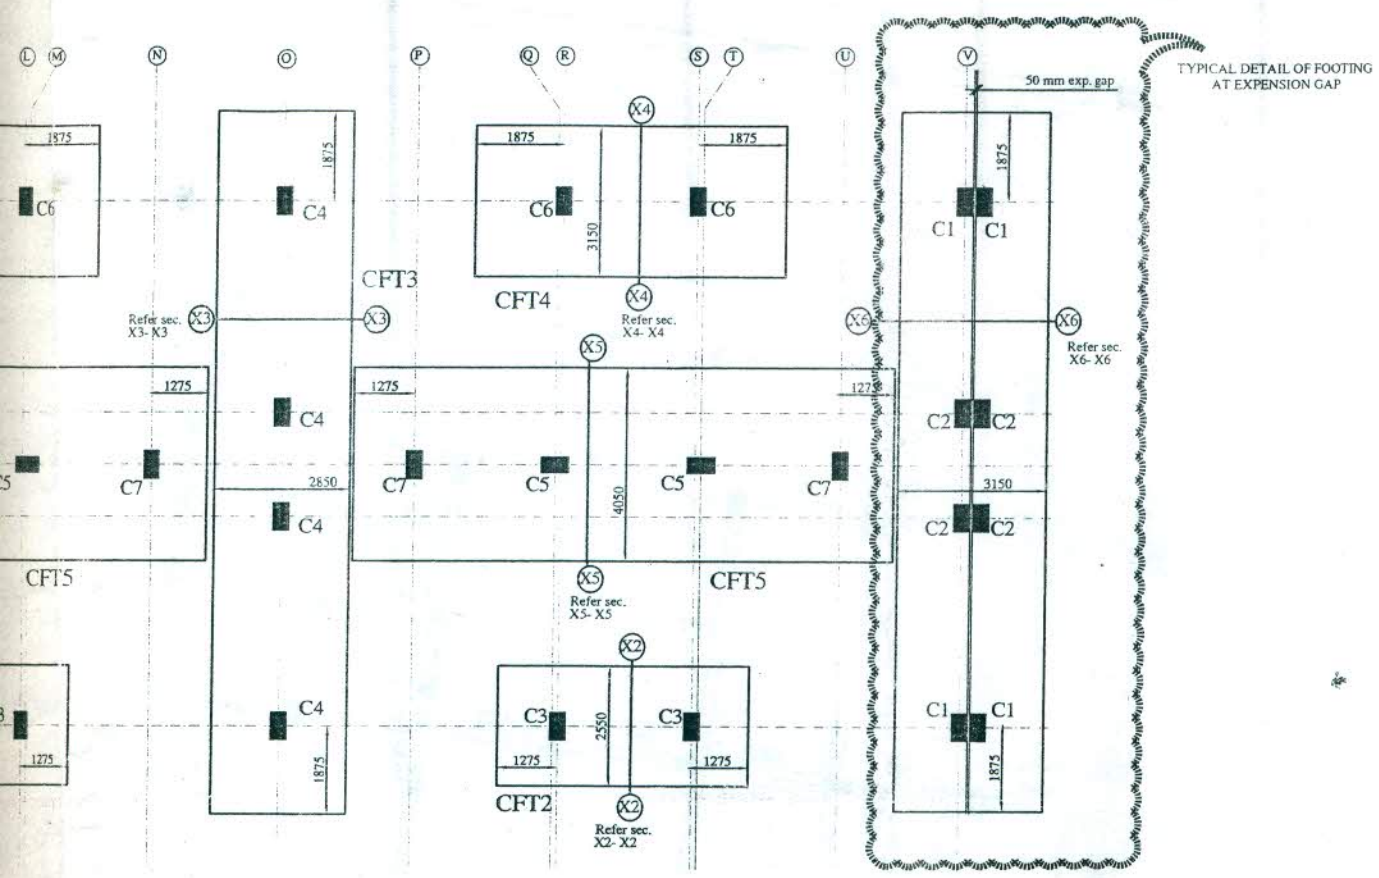 L M N O P Q R S T U V
TYPICAL DETAIL OF FOOTING
AT EXPENSION GAP
50 mm exp. gap
X4
1875
1875
1875
1875
1875
3150
C6
C4
C6
C6
C1
C1
CFT3
CFT4
X4
Refer sec.
X4- X4
Refer sec.
X3- X3
X3
X3
X6
X6
Refer sec.
X6- X6
X5
1275
1275
1275
4050
C4
C2
C2
C5
C7
C7
C5
C5
C7
2850
3150
C4
C2
C2
CFT5
CFT5
X5
Refer sec.
X5- X5
X2
C4
C3
C3
C1
C1
2550
1275
1275
1275
1875
1875
CFT2
X2
Refer sec.
X2- X2